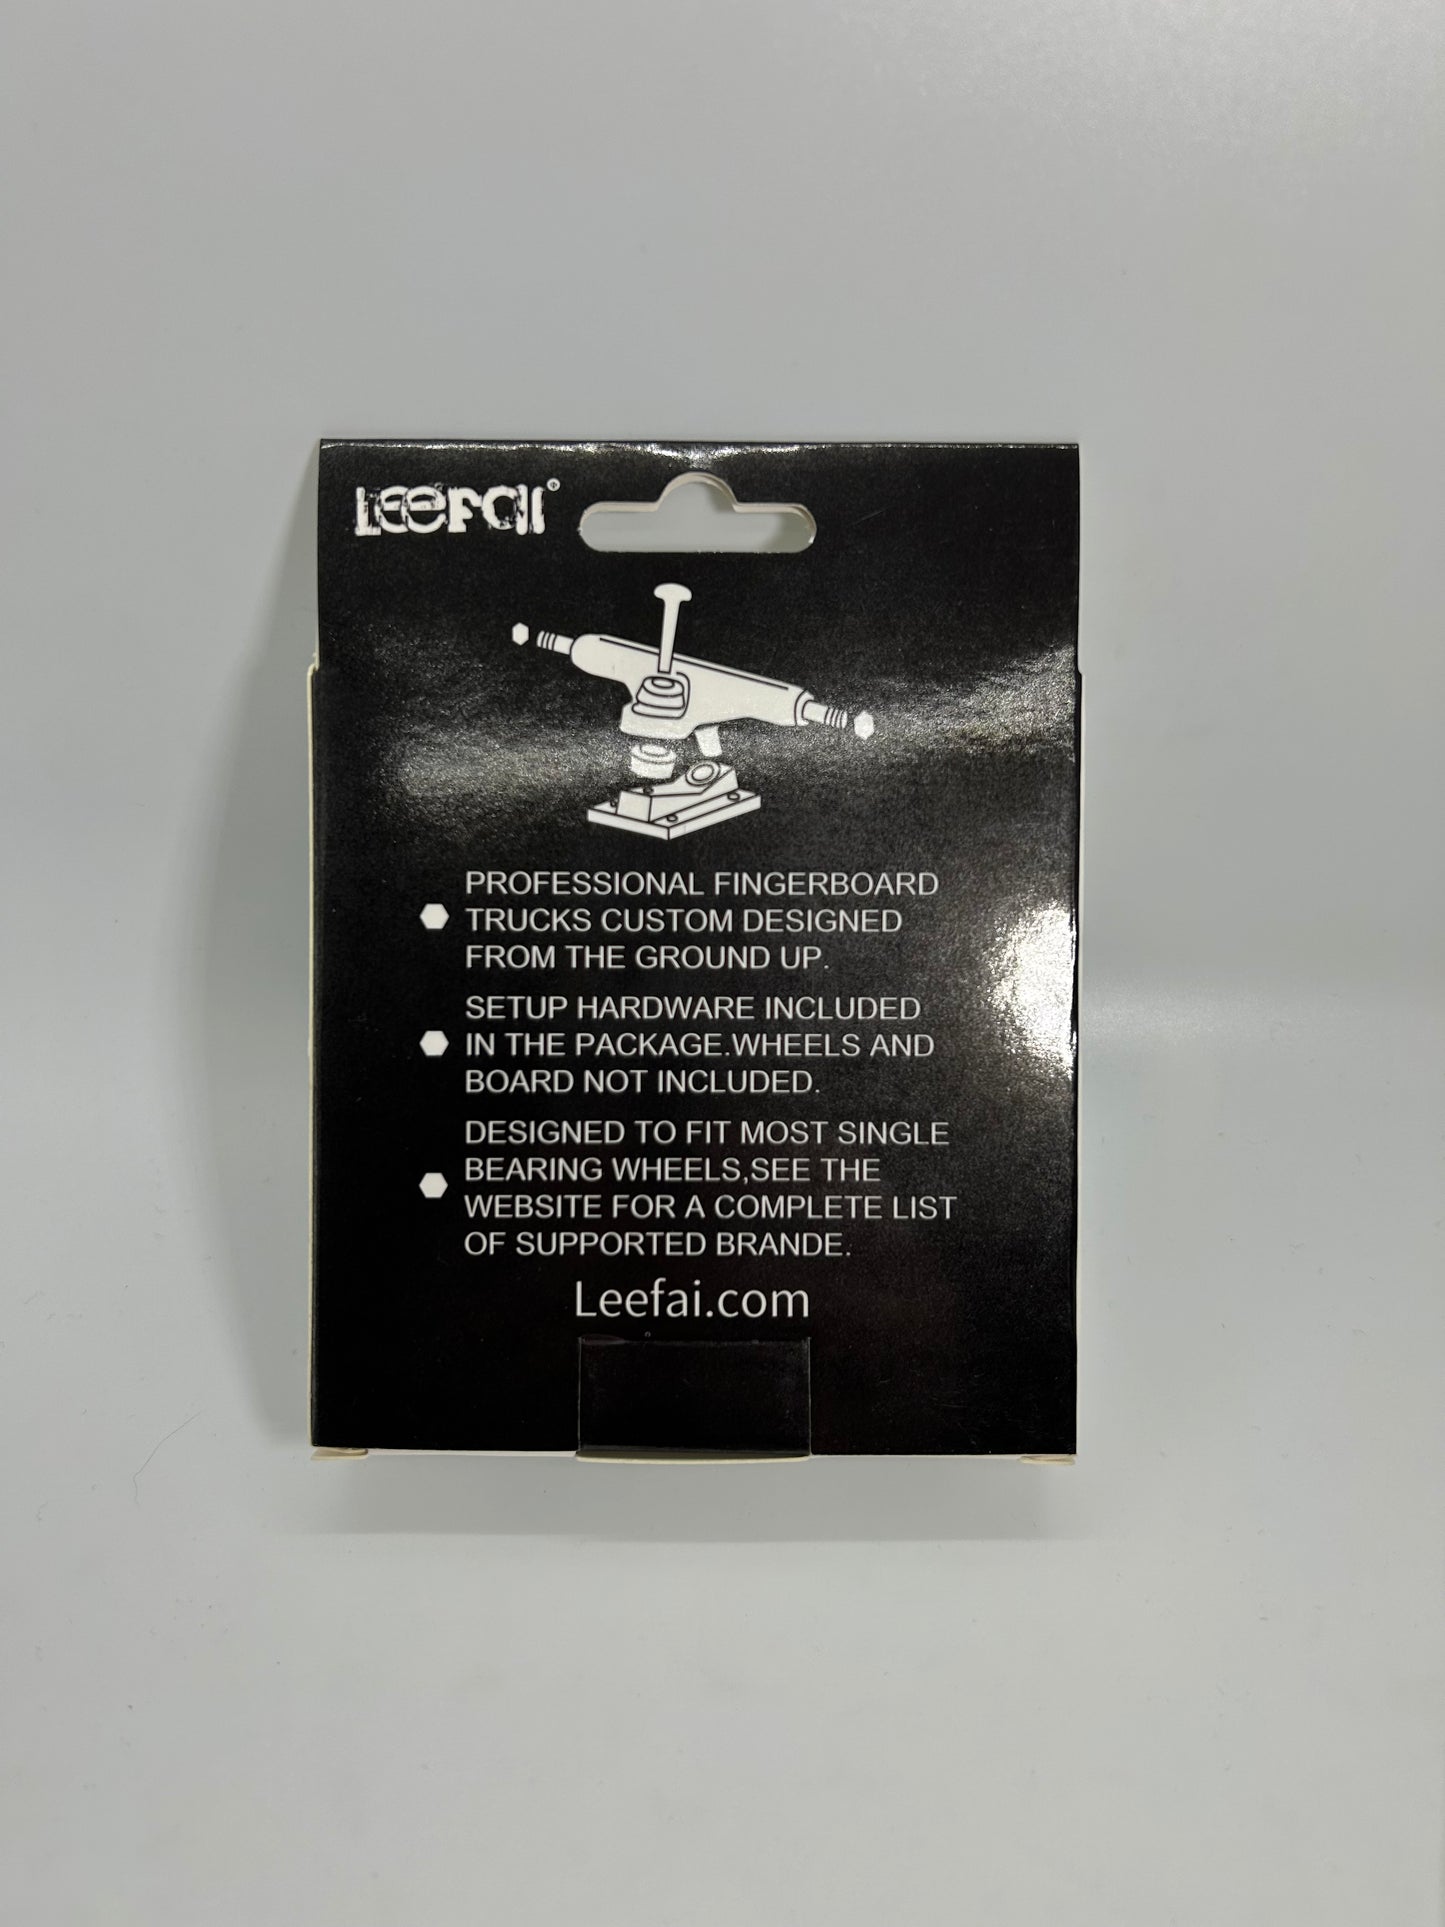 Leefai®
PROFESSIONAL FINGERBOARD
TRUCKS CUSTOM DESIGNED
FROM THE GROUND UP.
SETUP HARDWARE INCLUDED
IN THE PACKAGE.WHEELS AND
BOARD NOT INCLUDED.
DESIGNED TO FIT MOST SINGLE
BEARING WHEELS,SEE THE
WEBSITE FOR A COMPLETE LIST
OF SUPPORTED BRANDE.
Leefai.com